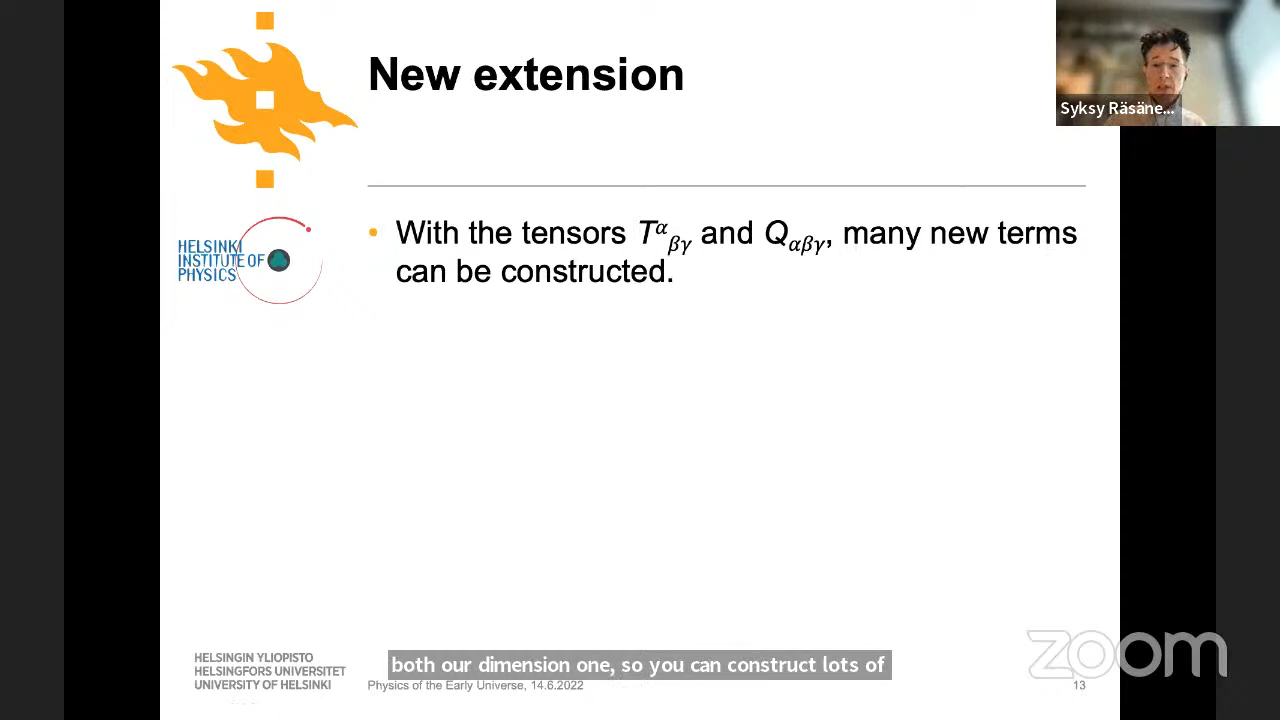 New extension
Syksy Räsäne...
HELSINKI
INSTITUTE OF
PHYSICS
• With the tensors Tᵅ_βγ and Q_αβγ, many new terms
can be constructed.
both our dimension one, so you can construct lots of
HELSINGIN YLIOPISTO
HELSINGFORS UNIVERSITET
UNIVERSITY OF HELSINKI
Physics of the Early Universe, 14.6.2022
13
zoom